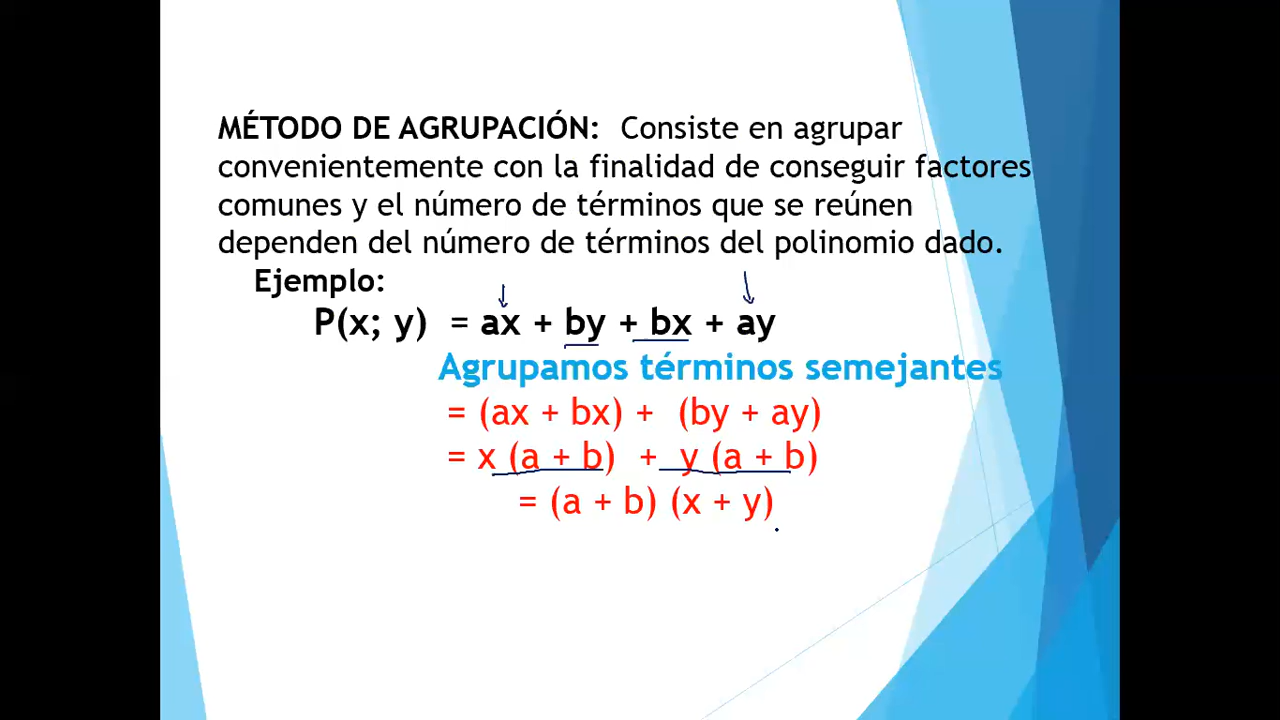 MÉTODO DE AGRUPACIÓN: Consiste en agrupar
convenientemente con la finalidad de conseguir factores
comunes y el número de términos que se reúnen
dependen del número de términos del polinomio dado.
Ejemplo:
P(x; y) = ax + by + bx + ay
Agrupamos términos semejantes
= (ax + bx) + (by + ay)
= x (a + b) + y (a + b)
= (a + b) (x + y)